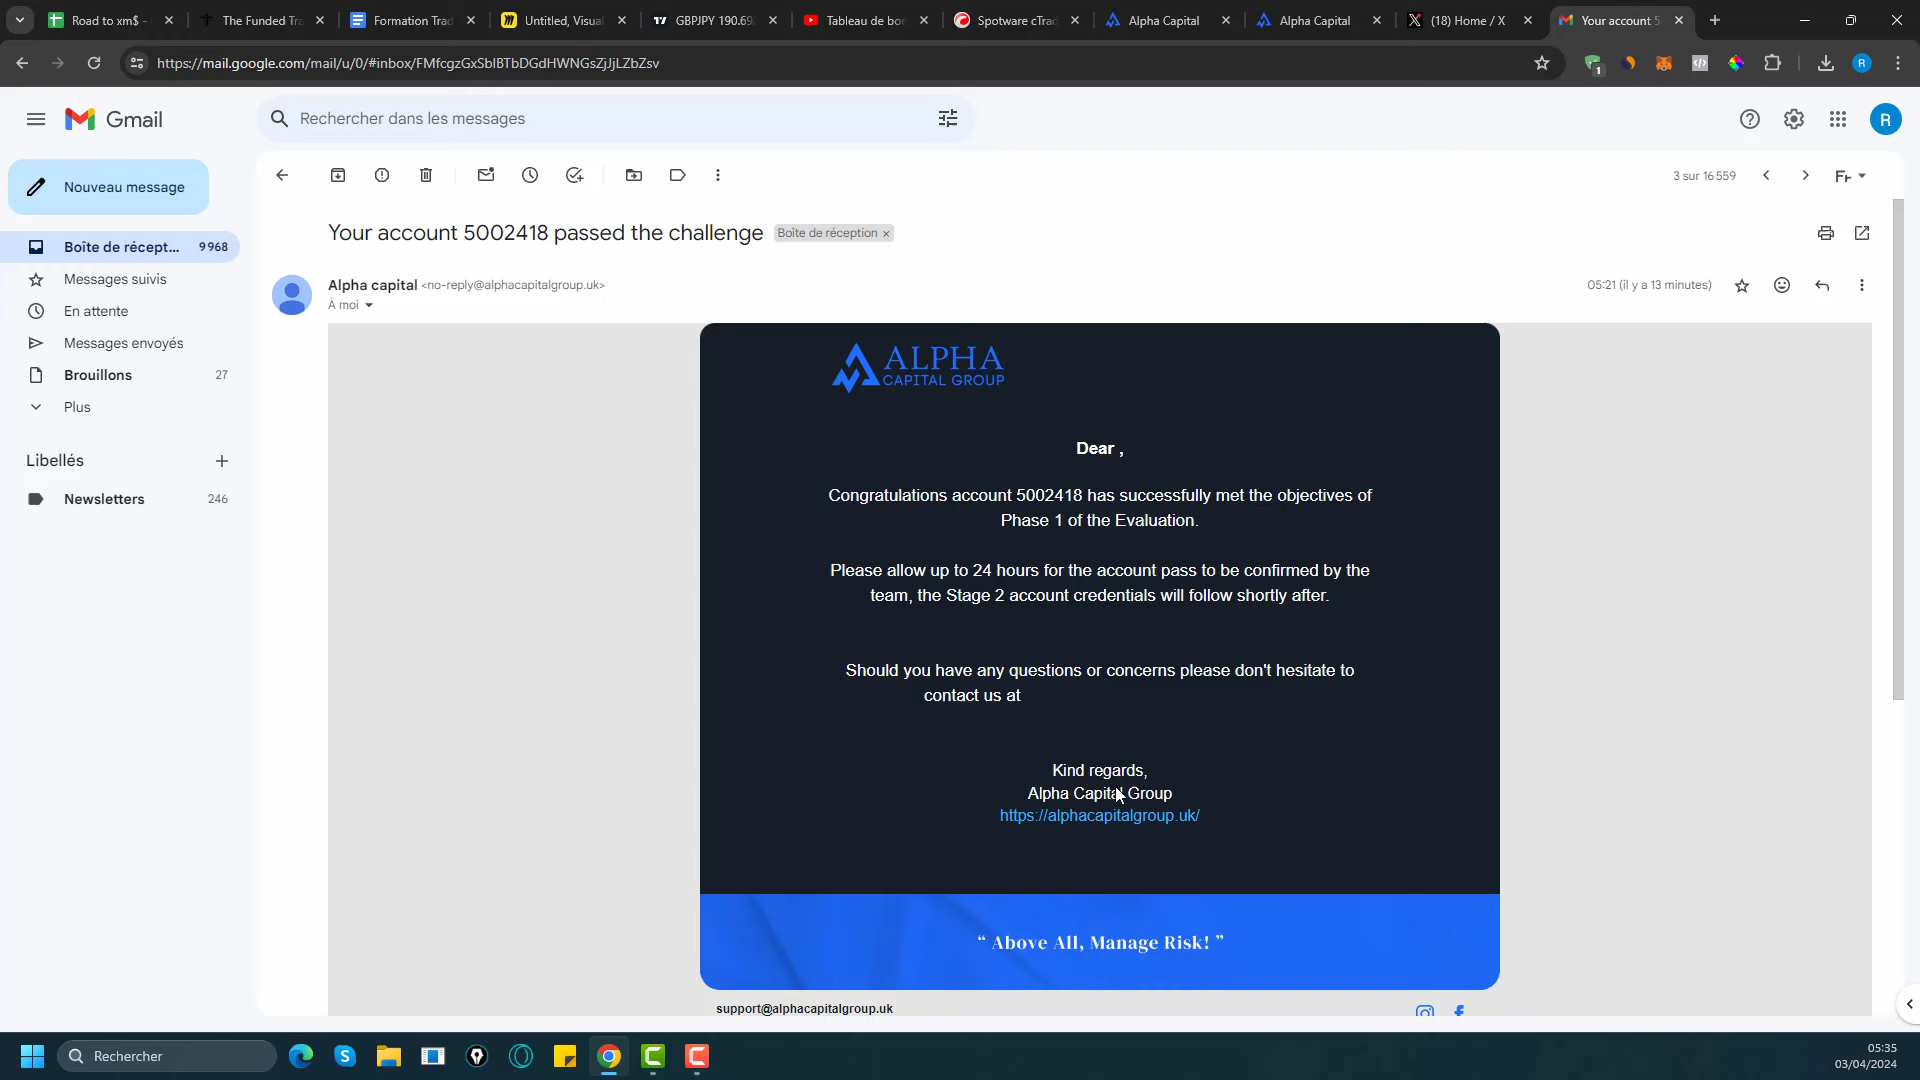 Road to xm$ -
The Funded Tra
Formation Trad
Untitled, Visua
GBPJPY 190.69
Tableau de bor
Spotware cTrad
Alpha Capital
Alpha Capital
(18) Home / X
Your account 5
https://mail.google.com/mail/u/0/#inbox/FMfcgzGxSblBTbDGdHWNGsZjJjLZbZsv
1
R
Gmail
Rechercher dans les messages
R
Nouveau message
3 sur 16 559
Fr
Boîte de récept... 9 968
Messages suivis
En attente
Messages envoyés
Brouillons 27
Plus
Libellés
Newsletters 246
Your account 5002418 passed the challenge
Boîte de réception x
Alpha capital <no-reply@alphacapitalgroup.uk>
05:21 (il y a 13 minutes)
À moi
ALPHA
CAPITAL GROUP
Dear ,
Congratulations account 5002418 has successfully met the objectives of
Phase 1 of the Evaluation.
Please allow up to 24 hours for the account pass to be confirmed by the
team, the Stage 2 account credentials will follow shortly after.
Should you have any questions or concerns please don't hesitate to
contact us at
Kind regards,
Alpha Capital Group
https://alphacapitalgroup.uk/
“ Above All, Manage Risk! ”
support@alphacapitalgroup.uk
Rechercher
05:35
03/04/2024